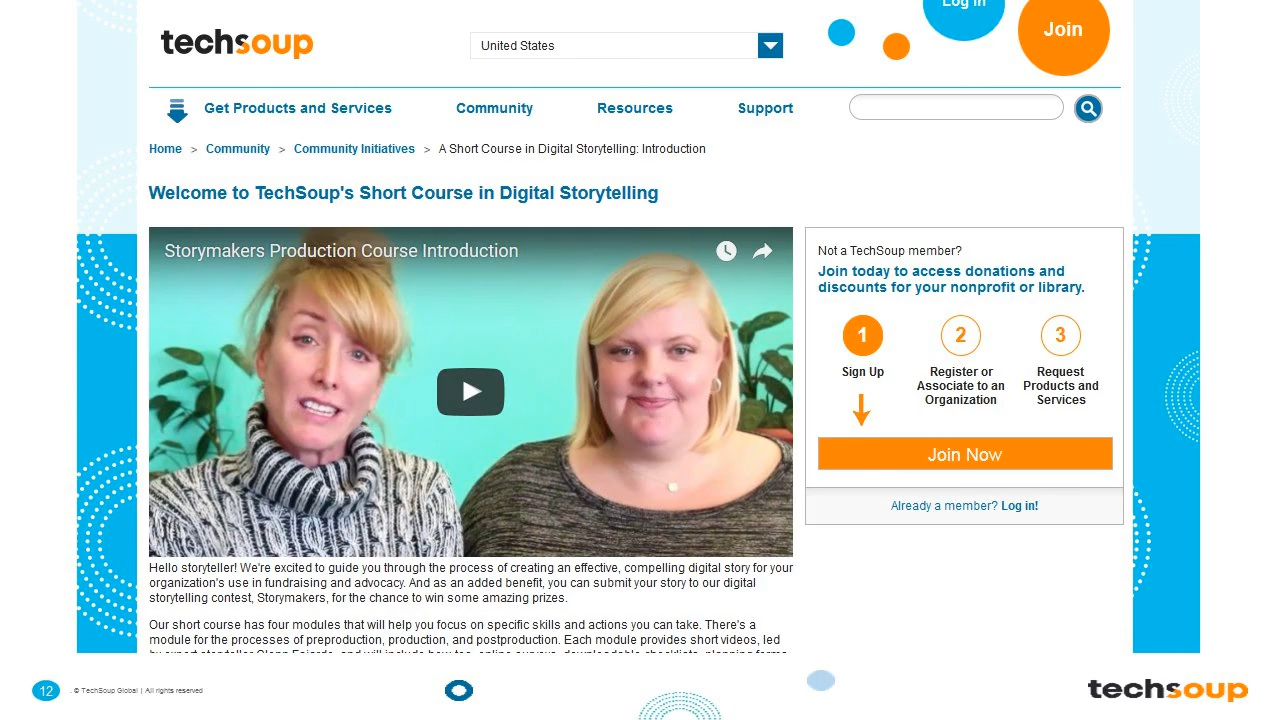 Log in
Join
techsoup
United States
Get Products and Services
Community
Resources
Support
Home > Community > Community Initiatives > A Short Course in Digital Storytelling: Introduction
Welcome to TechSoup's Short Course in Digital Storytelling
Storymakers Production Course Introduction
Not a TechSoup member?
Join today to access donations and
discounts for your nonprofit or library.
1
2
3
Sign Up
Register or
Associate to an
Organization
Request
Products and
Services
Join Now
Already a member? Log in!
Hello storyteller! We're excited to guide you through the process of creating an effective, compelling digital story for your
organization's use in fundraising and advocacy. And as an added benefit, you can submit your story to our digital
storytelling contest, Storymakers, for the chance to win some amazing prizes.
Our short course has four modules that will help you focus on specific skills and actions you can take. There's a
module for the processes of preproduction, production, and postproduction. Each module provides short videos, led
12
. © TechSoup Global | All rights reserved
techsoup